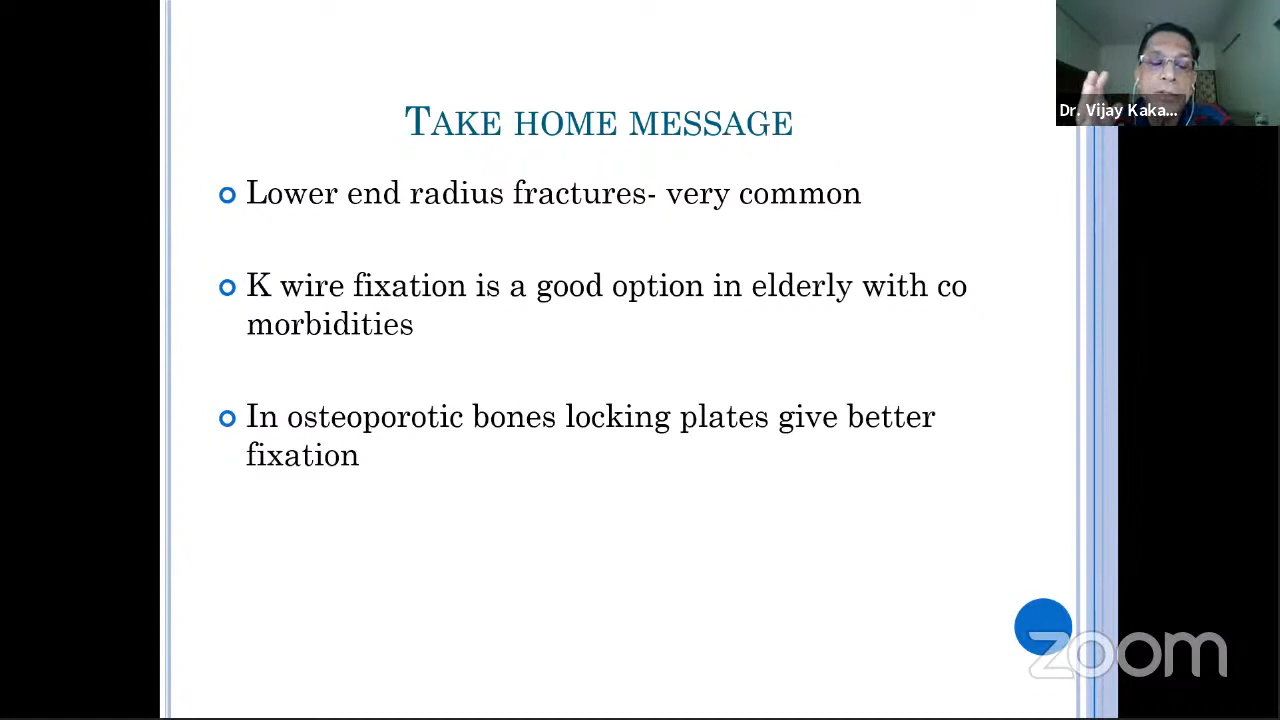 Dr. Vijay Kaka...
TAKE HOME MESSAGE
Lower end radius fractures- very common
K wire fixation is a good option in elderly with co
morbidities
In osteoporotic bones locking plates give better
fixation
zoom